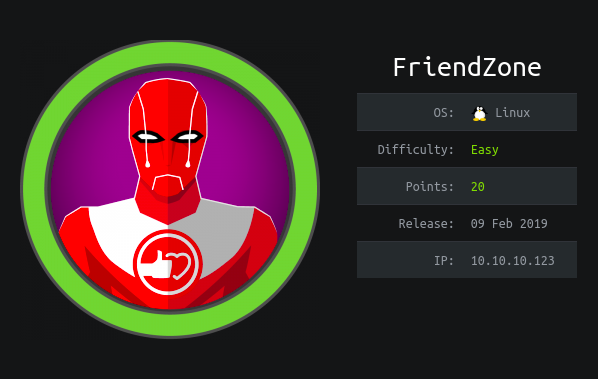 FriendZone
OS: Linux
Difficulty: Easy
Points: 20
Release: 09 Feb 2019
IP: 10.10.10.123